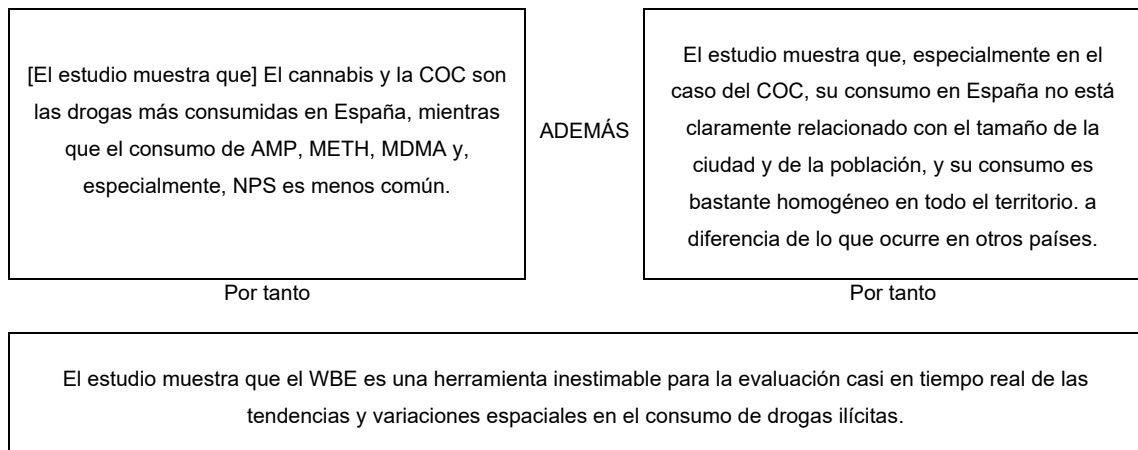 [El estudio muestra que] El cannabis y la COC son
las drogas más consumidas en España, mientras
que el consumo de AMP, METH, MDMA y,
especialmente, NPS es menos común.
ADEMÁS
El estudio muestra que, especialmente en el
caso del COC, su consumo en España no está
claramente relacionado con el tamaño de la
ciudad y de la población, y su consumo es
bastante homogéneo en todo el territorio. a
diferencia de lo que ocurre en otros países.
Por tanto
Por tanto
El estudio muestra que el WBE es una herramienta inestimable para la evaluación casi en tiempo real de las
tendencias y variaciones espaciales en el consumo de drogas ilícitas.